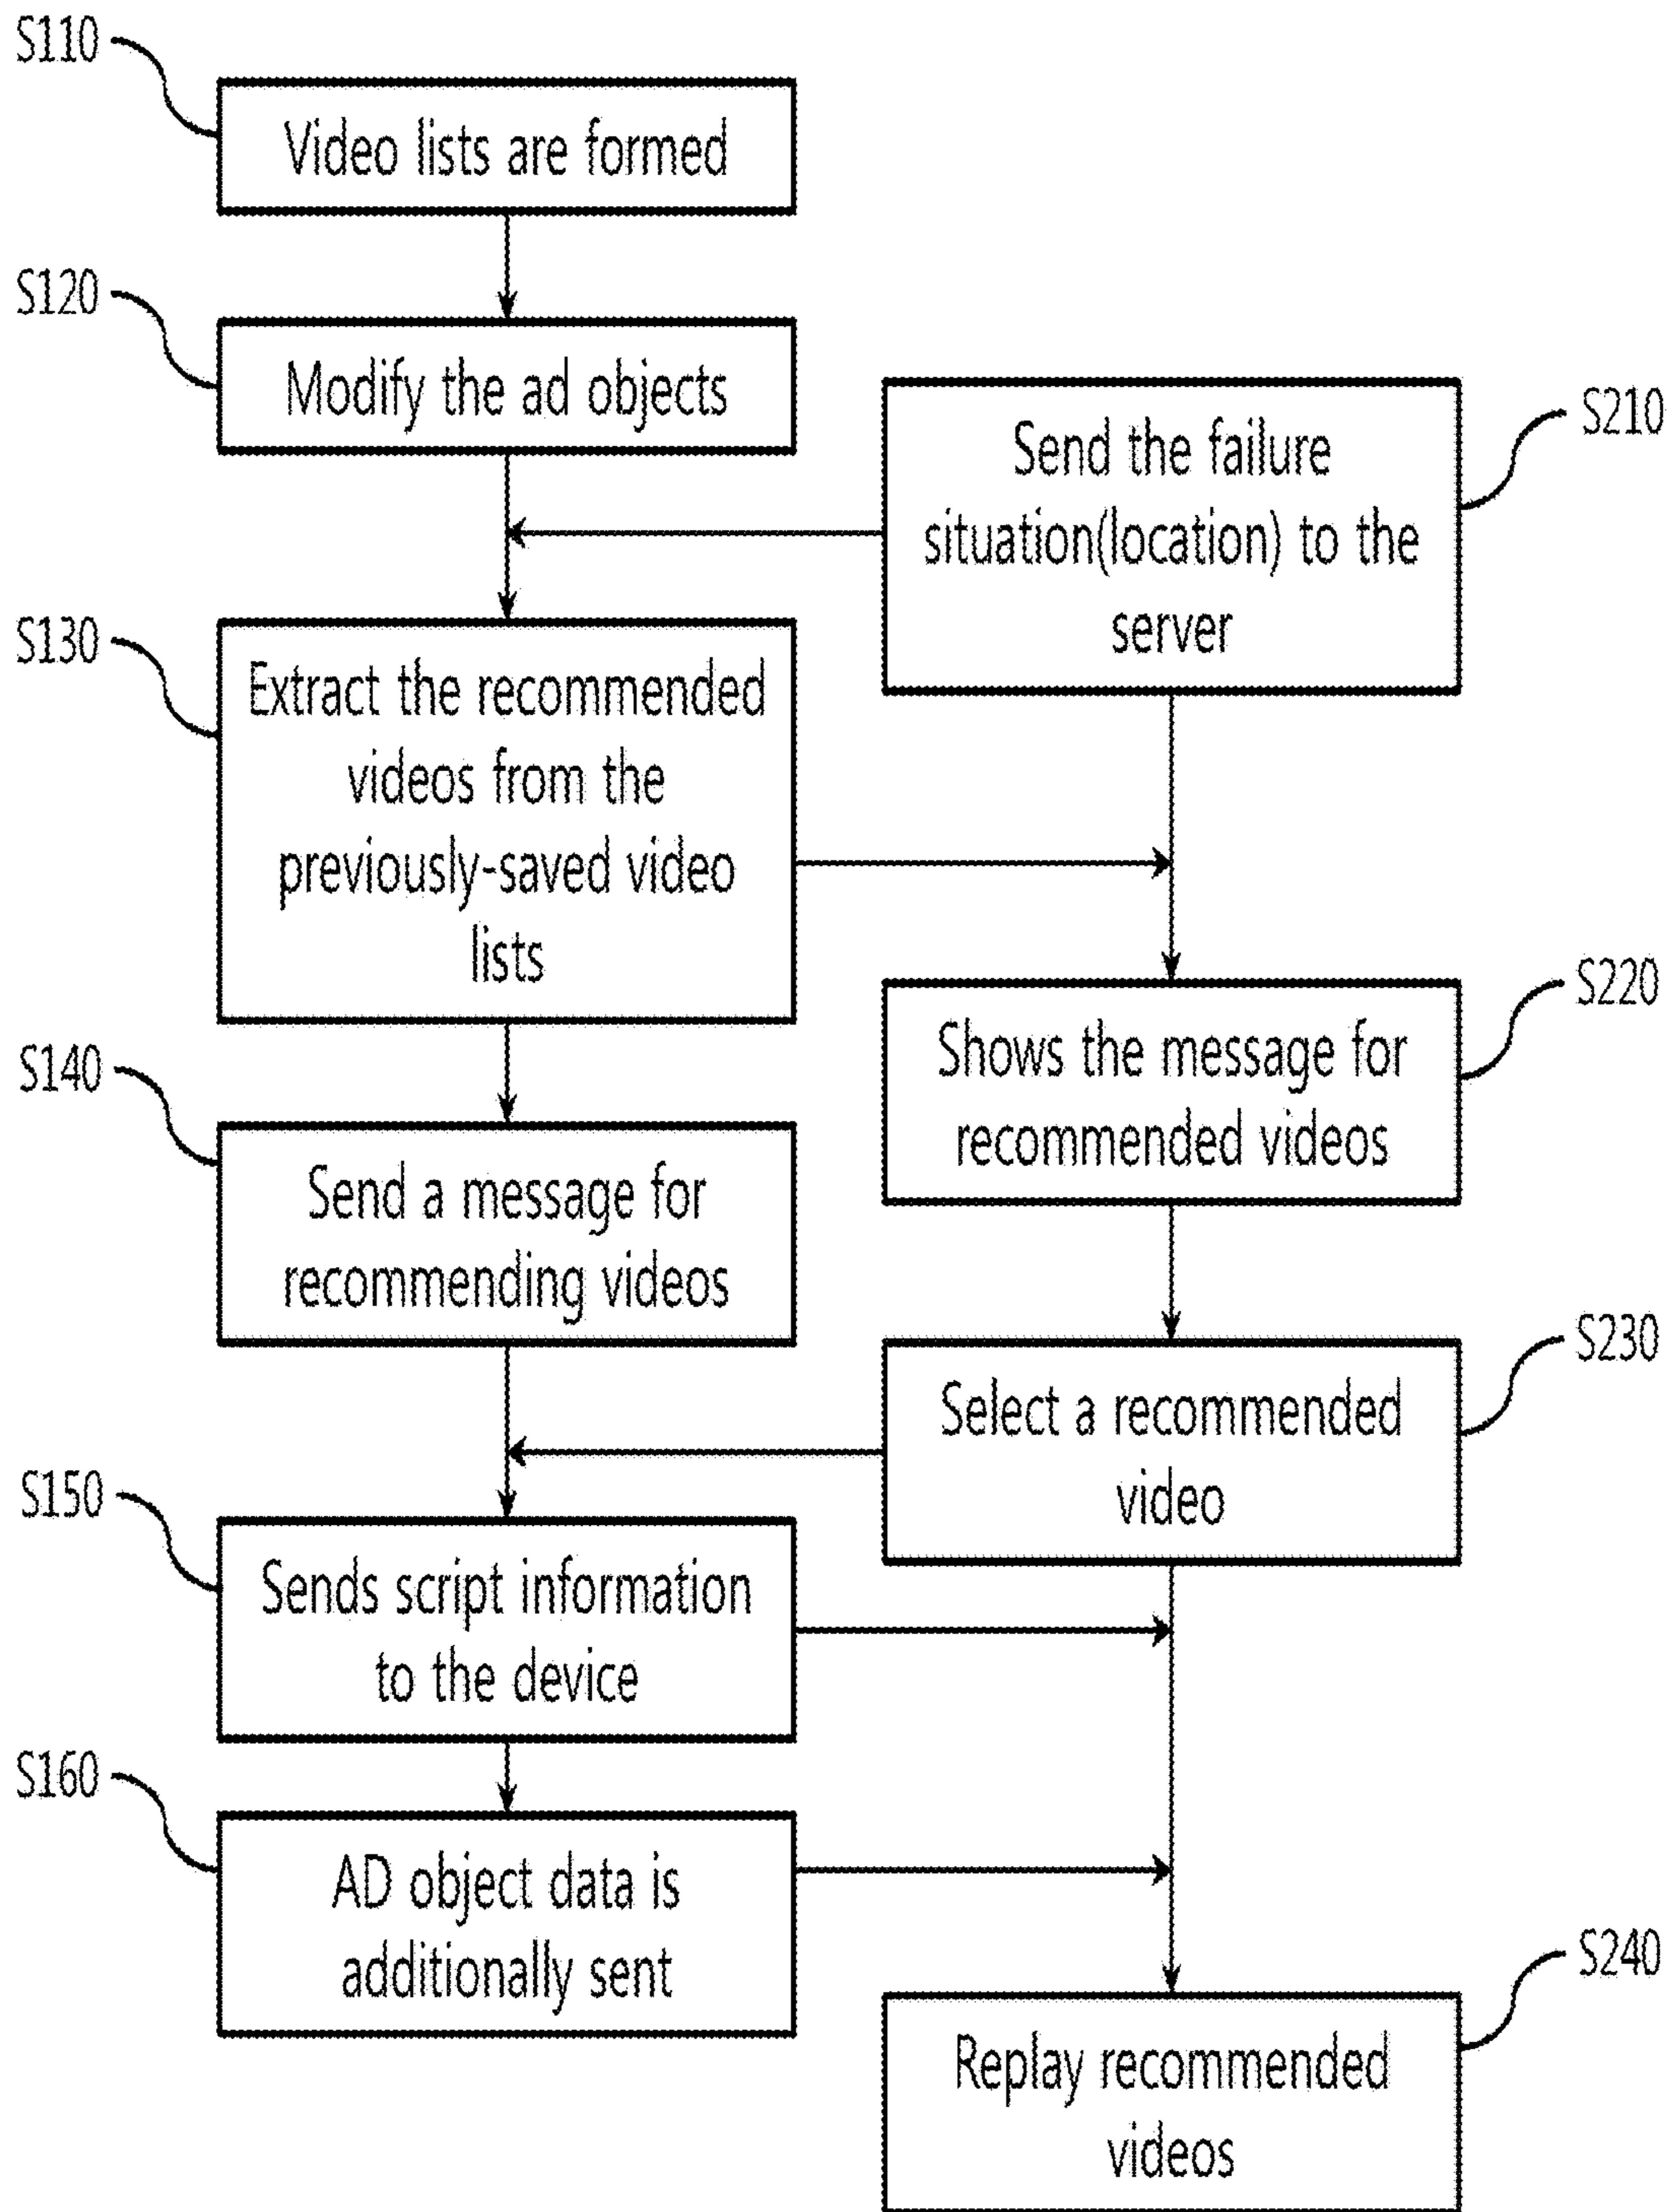 S110
Video lists are formed
S120
Modify the ad objects
S210
Send the failure
situation(location) to the
server
S130
Extract the recommended
videos from the
previously-saved video
lists
S220
Shows the message for
recommended videos
S140
Send a message for
recommending videos
S230
Select a recommended
video
S150
Sends script information
to the device
S160
AD object data is
additionally sent
S240
Replay recommended
videos